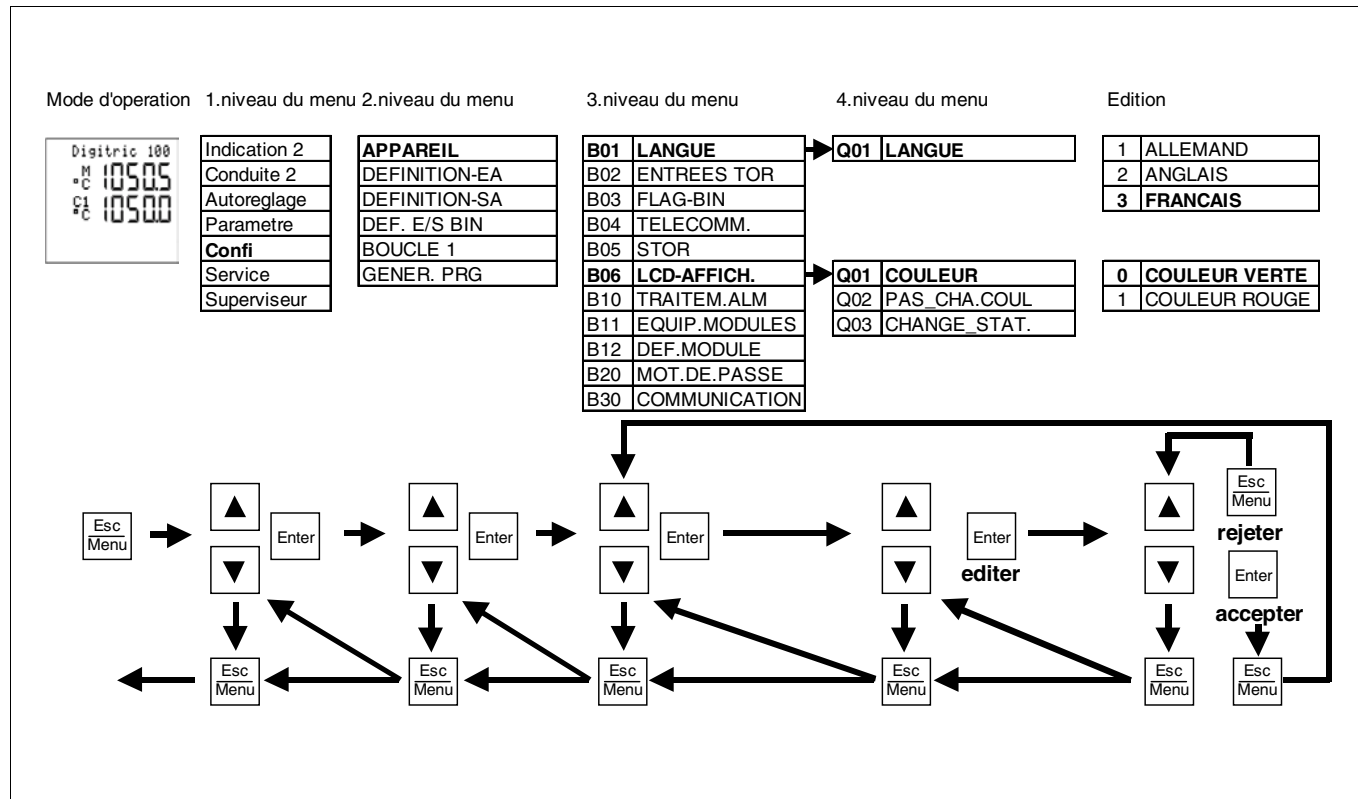 Mode d'operation 1.niveau du menu 2.niveau du menu 3.niveau du menu 4.niveau du menu Edition
Digitric 100
M
°C 1050.5
C1
°C 1050.0
Indication 2
Conduite 2
Autoreglage
Parametre
Confi
Service
Superviseur
APPAREIL
DEFINITION-EA
DEFINITION-SA
DEF. E/S BIN
BOUCLE 1
GENER. PRG
B01 LANGUE
B02 ENTREES TOR
B03 FLAG-BIN
B04 TELECOMM.
B05 STOR
B06 LCD-AFFICH.
B10 TRAITEM.ALM
B11 EQUIP.MODULES
B12 DEF.MODULE
B20 MOT.DE.PASSE
B30 COMMUNICATION
Q01 LANGUE
Q01 COULEUR
Q02 PAS_CHA.COUL
Q03 CHANGE_STAT.
1 ALLEMAND
2 ANGLAIS
3 FRANCAIS
0 COULEUR VERTE
1 COULEUR ROUGE
Esc
Menu
Enter
Enter
Enter
Enter
editer
Esc
Menu
rejeter
Enter
accepter
Esc
Menu
Esc
Menu
Esc
Menu
Esc
Menu
Esc
Menu
Esc
Menu